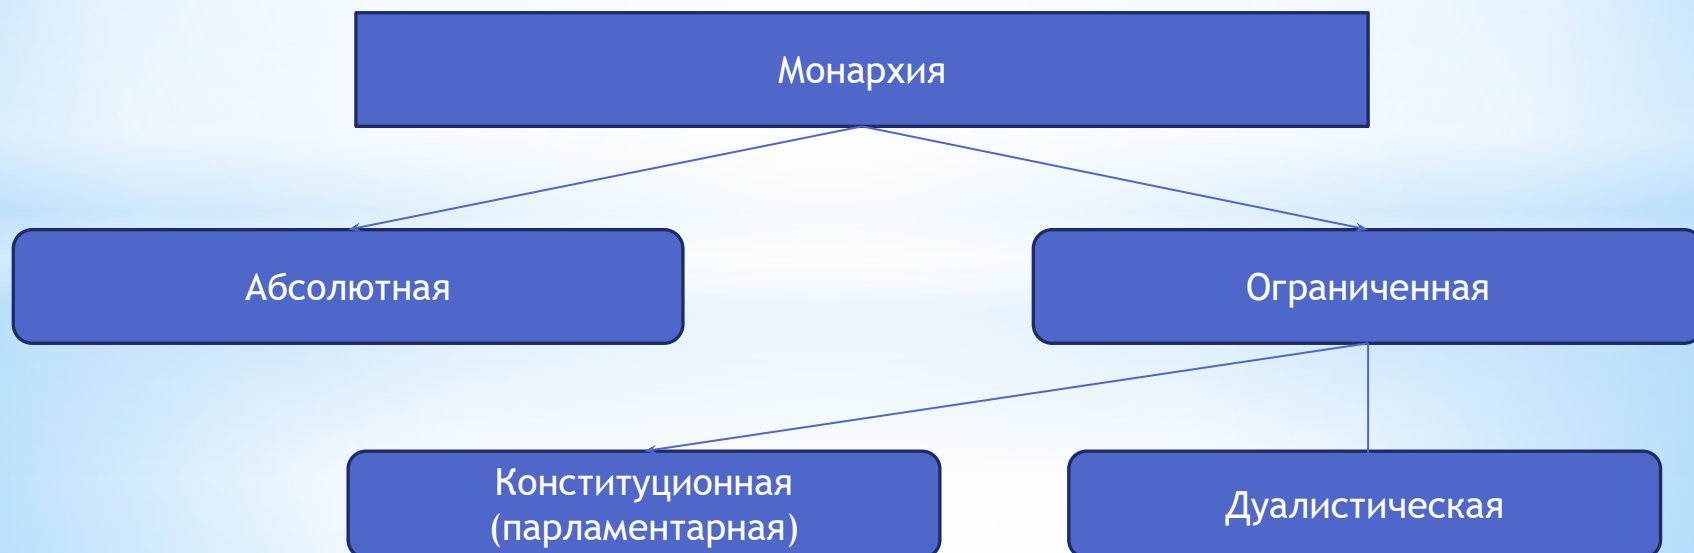 Монархия
Абсолютная
Ограниченная
Конституционная
(парламентарная)
Дуалистическая